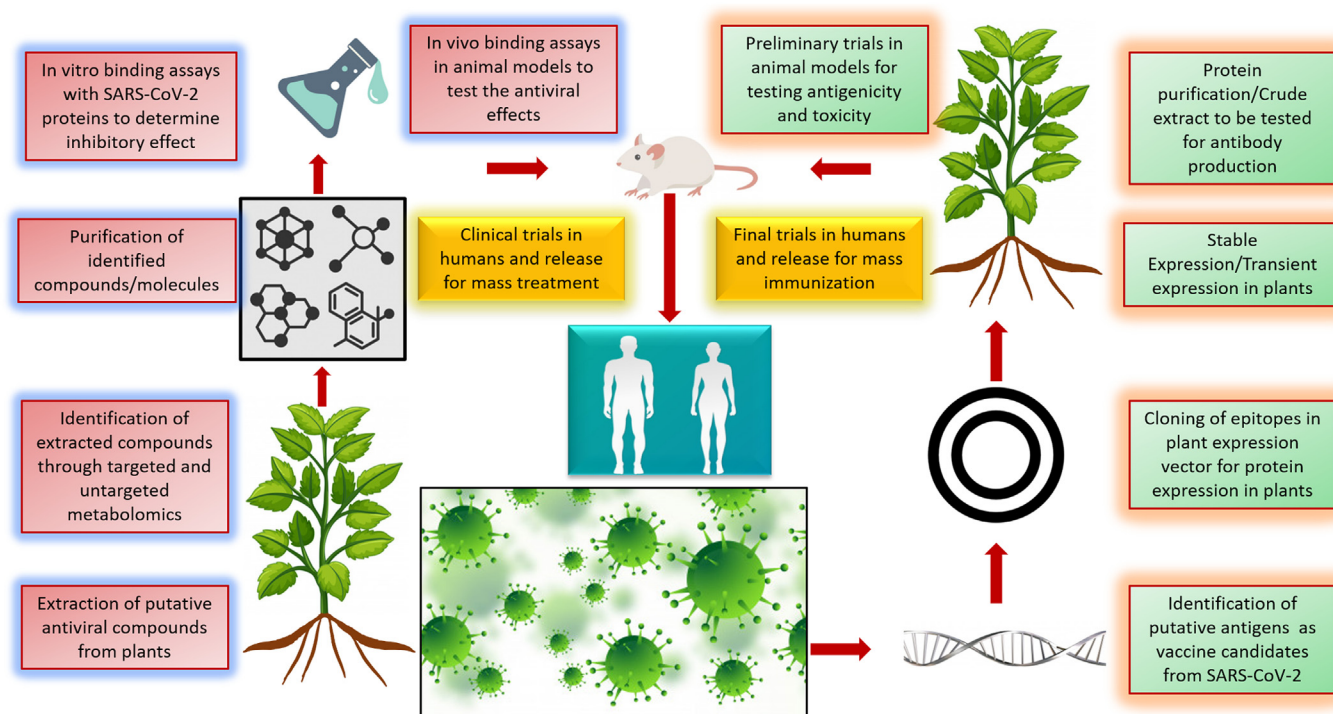 In vitro binding assays
with SARS-CoV-2
proteins to determine
inhibitory effect
In vivo binding assays
in animal models to
test the antiviral
effects
Preliminary trials in
animal models for
testing antigenicity
and toxicity
Protein
purification/Crude
extract to be tested
for antibody
production
Purification of
identified
compounds/molecules
Clinical trials in
humans and release
for mass treatment
Final trials in humans
and release for mass
immunization
Stable
Expression/Transient
expression in plants
Identification of
extracted compounds
through targeted and
untargeted
metabolomics
Cloning of epitopes in
plant expression
vector for protein
expression in plants
Extraction of putative
antiviral compounds
from plants
Identification of
putative antigens as
vaccine candidates
from SARS-CoV-2